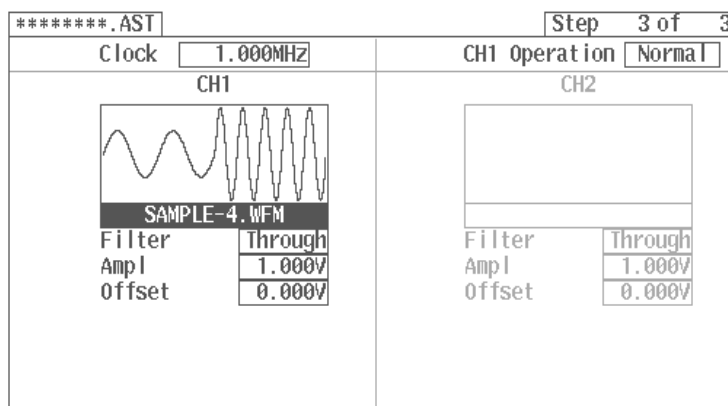 ********.AST Step 3 of 3
Clock 1.000MHz CH1 Operation Normal
CH1 CH2
SAMPLE-4.WFM
Filter Through Filter Through
Ampl 1.000V Ampl 1.000V
Offset 0.000V Offset 0.000V